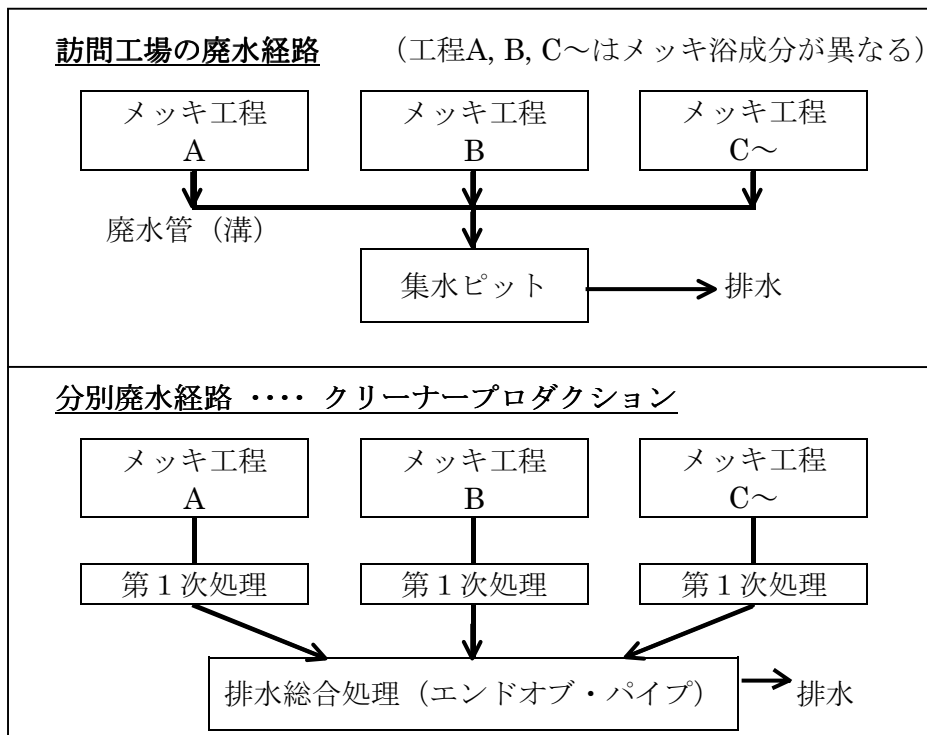 訪問工場の廃水経路 （工程A, B, C～はメッキ浴成分が異なる）
メッキ工程
A
メッキ工程
B
メッキ工程
C～
廃水管（溝）
集水ピット
排水
分別廃水経路 ‥‥ クリーナープロダクション
メッキ工程
A
メッキ工程
B
メッキ工程
C～
第１次処理
第１次処理
第１次処理
排水総合処理（エンドオブ・パイプ）
排水